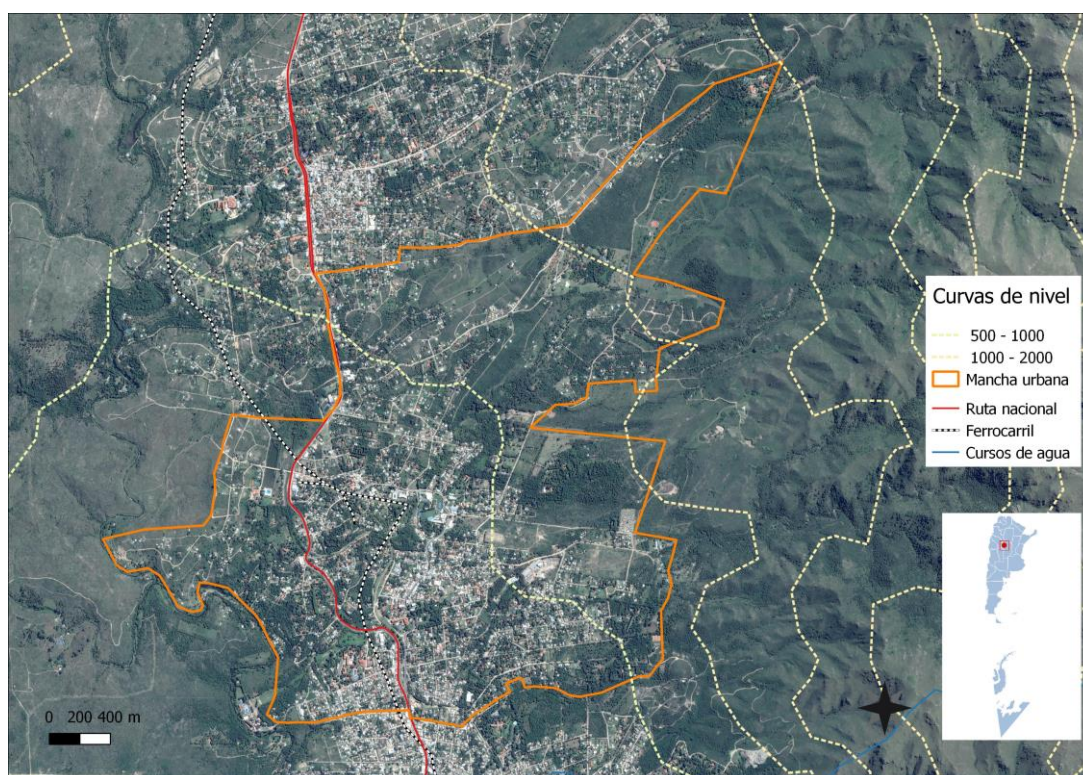 Curvas de nivel
500 - 1000
1000 - 2000
Mancha urbana
Ruta nacional
Ferrocarril
Cursos de agua
0 200 400 m